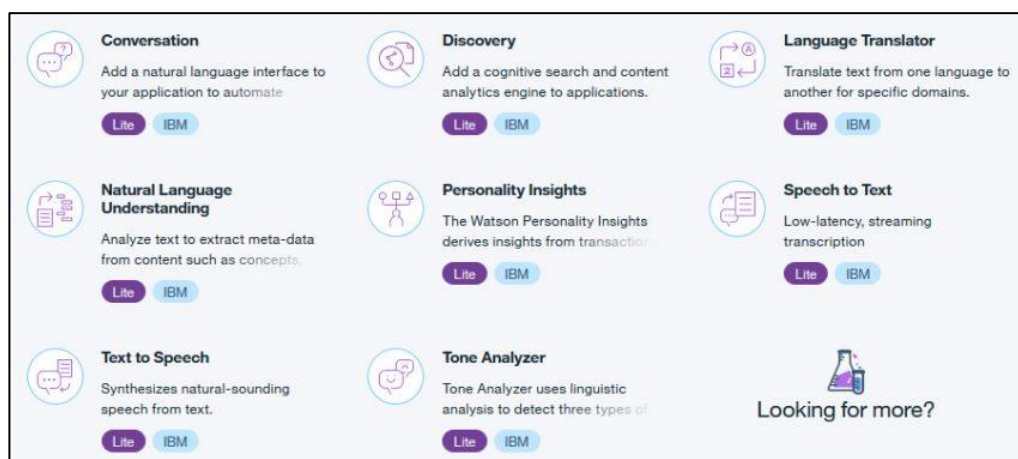 Conversation
Add a natural language interface to
your application to automate
Lite IBM
Discovery
Add a cognitive search and content
analytics engine to applications.
Lite IBM
Language Translator
Translate text from one language to
another for specific domains.
Lite IBM
Natural Language
Understanding
Analyze text to extract meta-data
from content such as concepts,
Lite IBM
Personality Insights
The Watson Personality Insights
derives insights from transaction
Lite IBM
Speech to Text
Low-latency, streaming
transcription
Lite IBM
Text to Speech
Synthesizes natural-sounding
speech from text.
Lite IBM
Tone Analyzer
Tone Analyzer uses linguistic
analysis to detect three types of
Lite IBM
Looking for more?